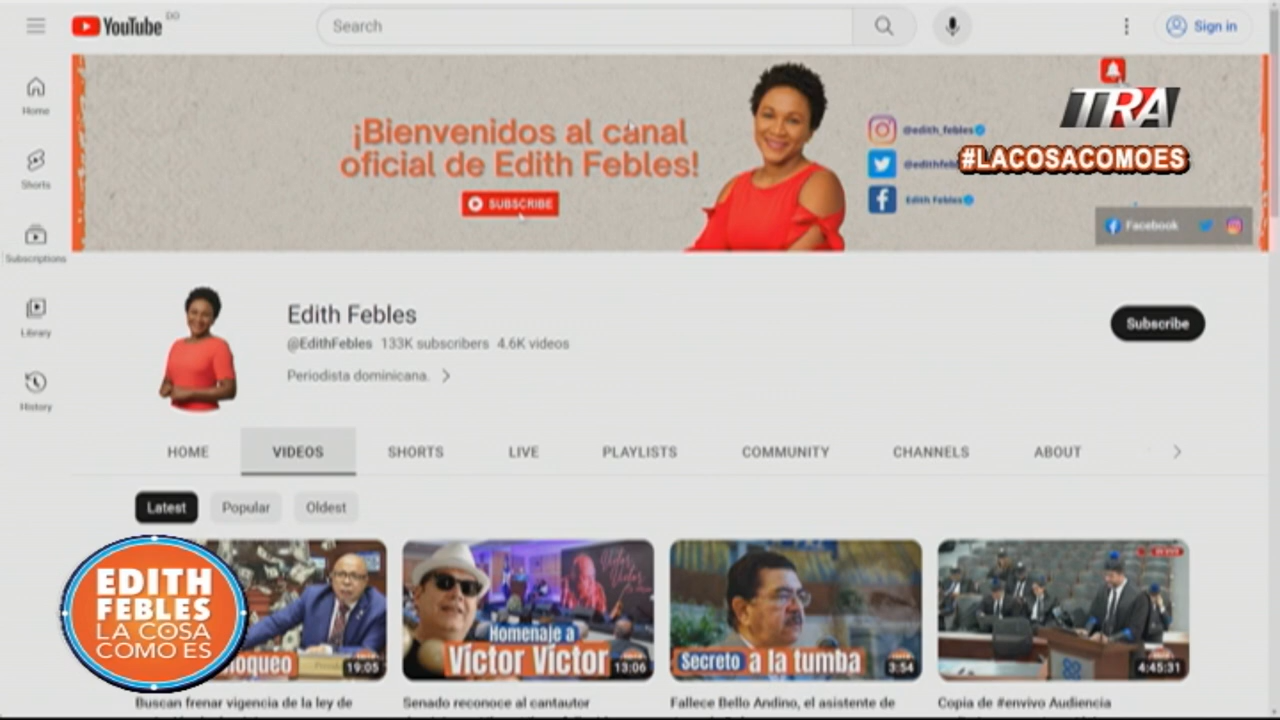 YouTube DO
Search
Sign in
Home
Shorts
Subscriptions
Library
History
¡Bienvenidos al canal
oficial de Edith Febles!
SUBSCRIBE
@edith_febles
@edithfeb
Edith Febles
TRA
#LACOSACOMOES
Facebook
Edith Febles
@EdithFebles 133K subscribers 4.6K videos
Periodista dominicana.
Subscribe
HOME VIDEOS SHORTS LIVE PLAYLISTS COMMUNITY CHANNELS ABOUT
Latest Popular Oldest
EDITH
FEBLES
LA COSA
COMO ES
loqueo
19:05
Homenaje a
Víctor Víctor
13:06
Secreto a la tumba
3:54
4:45:31
Buscan frenar vigencia de la ley de
Senado reconoce al cantautor
Fallece Bello Andino, el asistente de
Copia de #envivo Audiencia